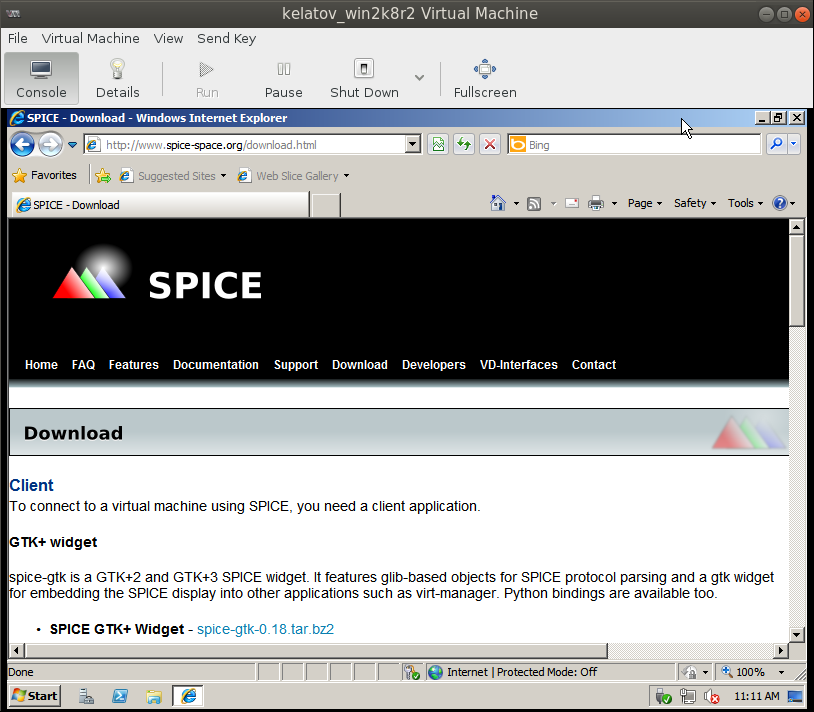 kelatov_win2k8r2 Virtual Machine
File Virtual Machine View Send Key
Console Details Run Pause Shut Down Fullscreen
SPICE - Download - Windows Internet Explorer
http://www.spice-space.org/download.html Bing
Favorites Suggested Sites Web Slice Gallery
SPICE - Download Page Safety Tools
SPICE
Home FAQ Features Documentation Support Download Developers VD-Interfaces Contact
Download
Client
To connect to a virtual machine using SPICE, you need a client application.
GTK+ widget
spice-gtk is a GTK+2 and GTK+3 SPICE widget. It features glib-based objects for SPICE protocol parsing and a gtk widget
for embedding the SPICE display into other applications such as virt-manager. Python bindings are available too.
• SPICE GTK+ Widget - spice-gtk-0.18.tar.bz2
Done Internet | Protected Mode: Off 100%
Start 11:11 AM